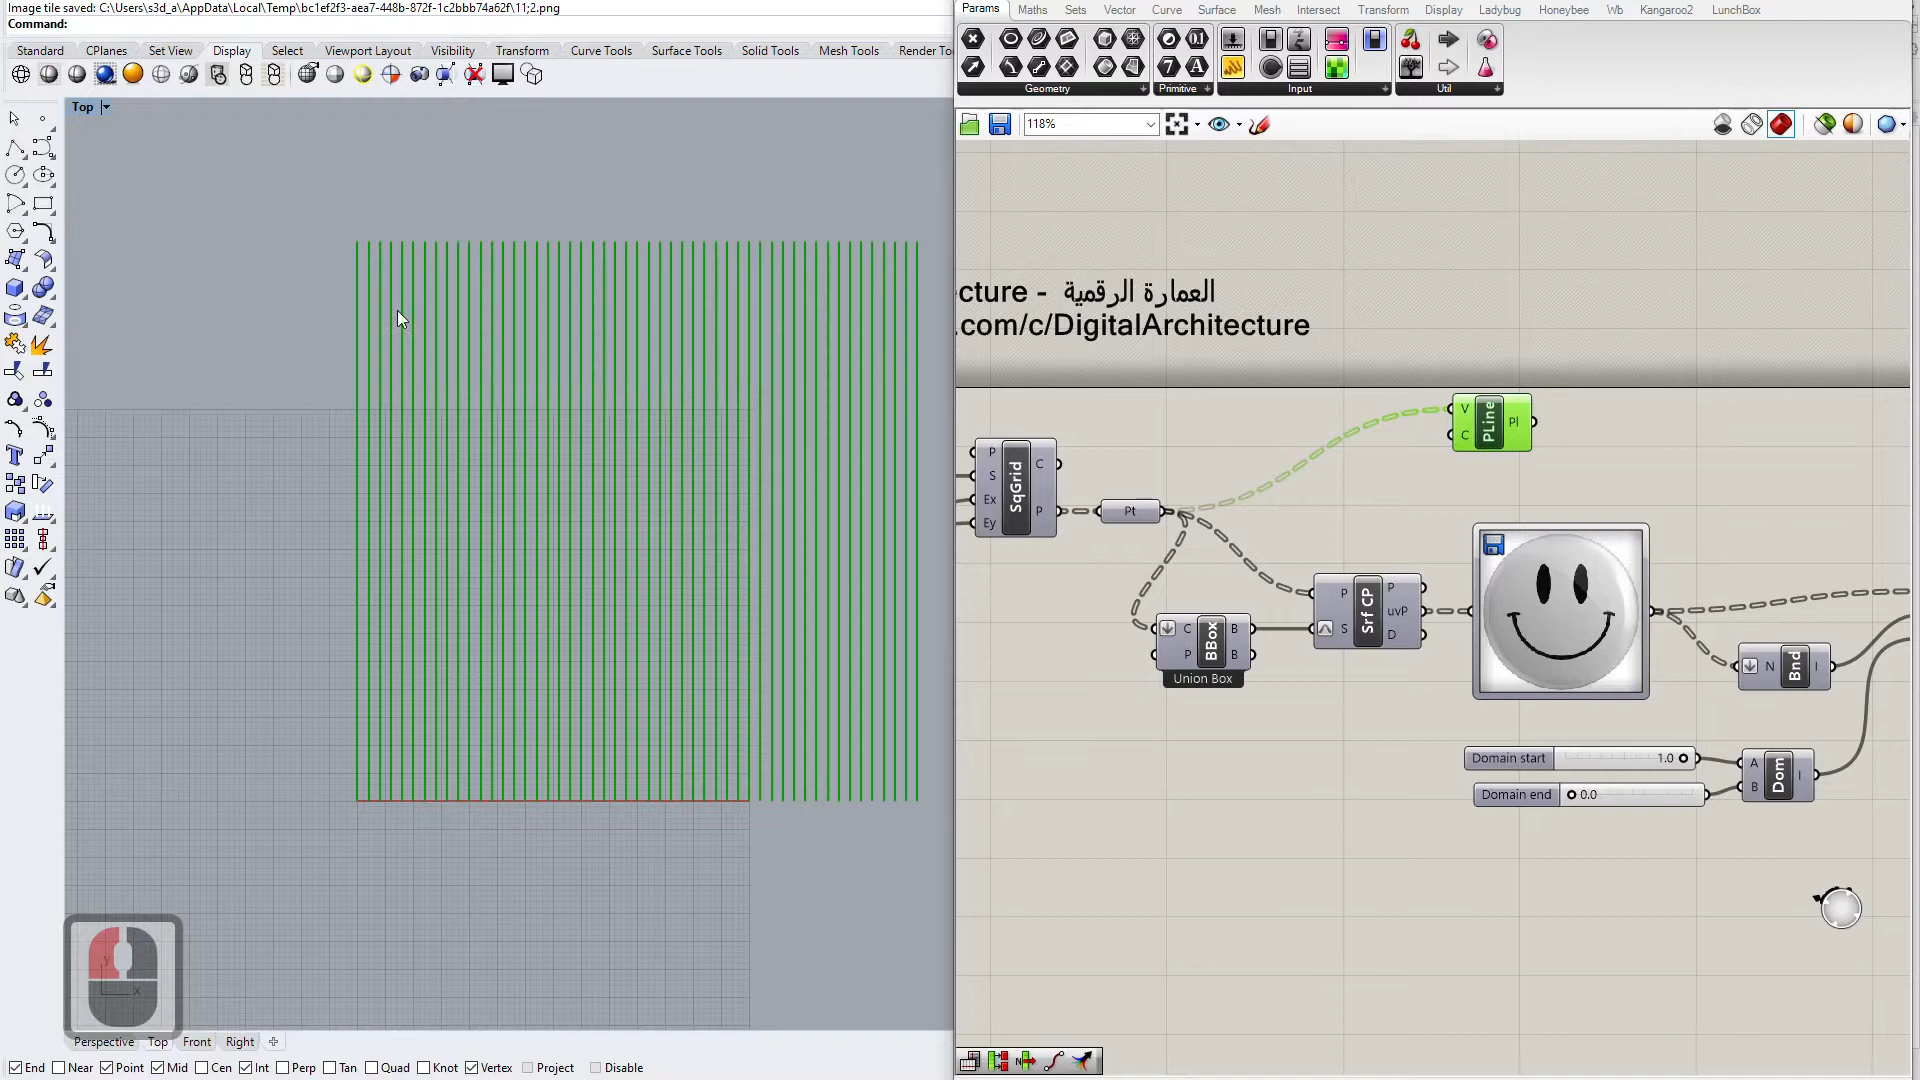 Image tile saved: C:\Users\s3d_a\AppData\Local\Temp\bc1ef2f3-aea7-448b-872f-1c2bbb74a62f\11;2.png
Command:
Standard CPlanes Set View Display Select Viewport Layout Visibility Transform Curve Tools Surface Tools Solid Tools Mesh Tools Render To
Top
Params Maths Sets Vector Curve Surface Mesh Intersect Transform Display Ladybug Honeybee Wb Kangaroo2 LunchBox
Geometry Primitive Input Util
118%
cture - العمارة الرقمية
.com/c/DigitalArchitecture
V
C
PLine
Pl
P
S
Ex
Ey
SqGrid
C
P
Pt
P
S
Srf CP
P
uvP
D
C
P
BBox
B
B
Union Box
N
Bnd
I
Domain start 1.0
Domain end 0.0
A
B
Dom
I
y
x
Perspective Top Front Right
End Near Point Mid Cen Int Perp Tan Quad Knot Vertex Project Disable